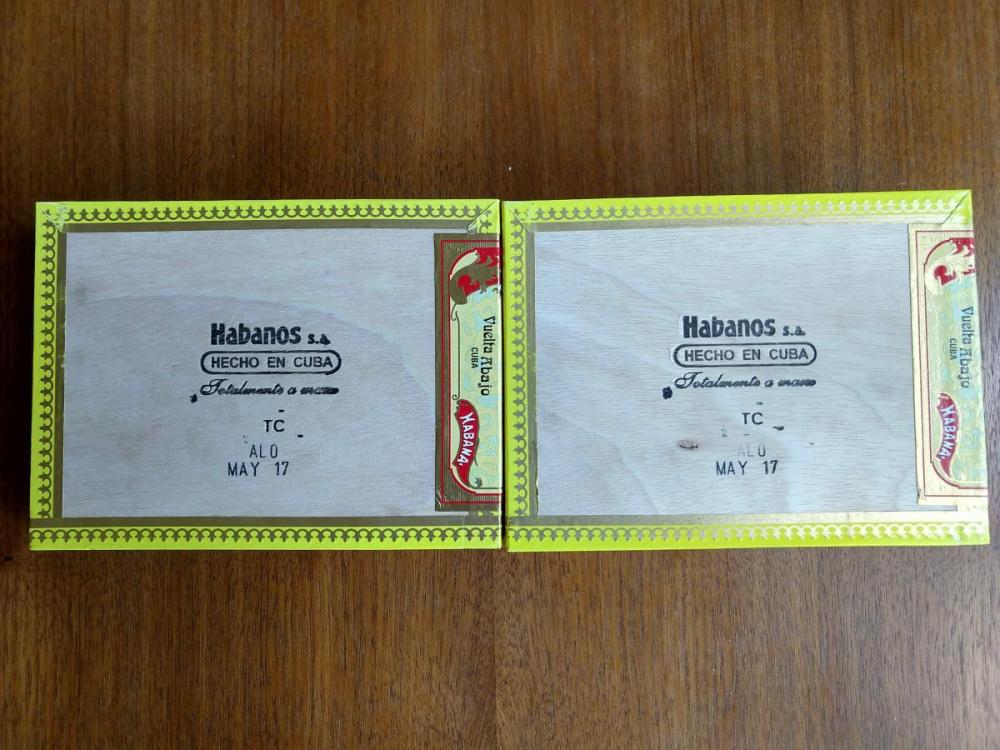 Habanos s.a.
HECHO EN CUBA
Totalmente a mano
TC
ALO
MAY 17
Vuelta Abajo
CUBA
HABANA.
Habanos s.a.
HECHO EN CUBA
Totalmente a mano
TC
ALO
MAY 17
Vuelta Abajo
CUBA
HABANA.